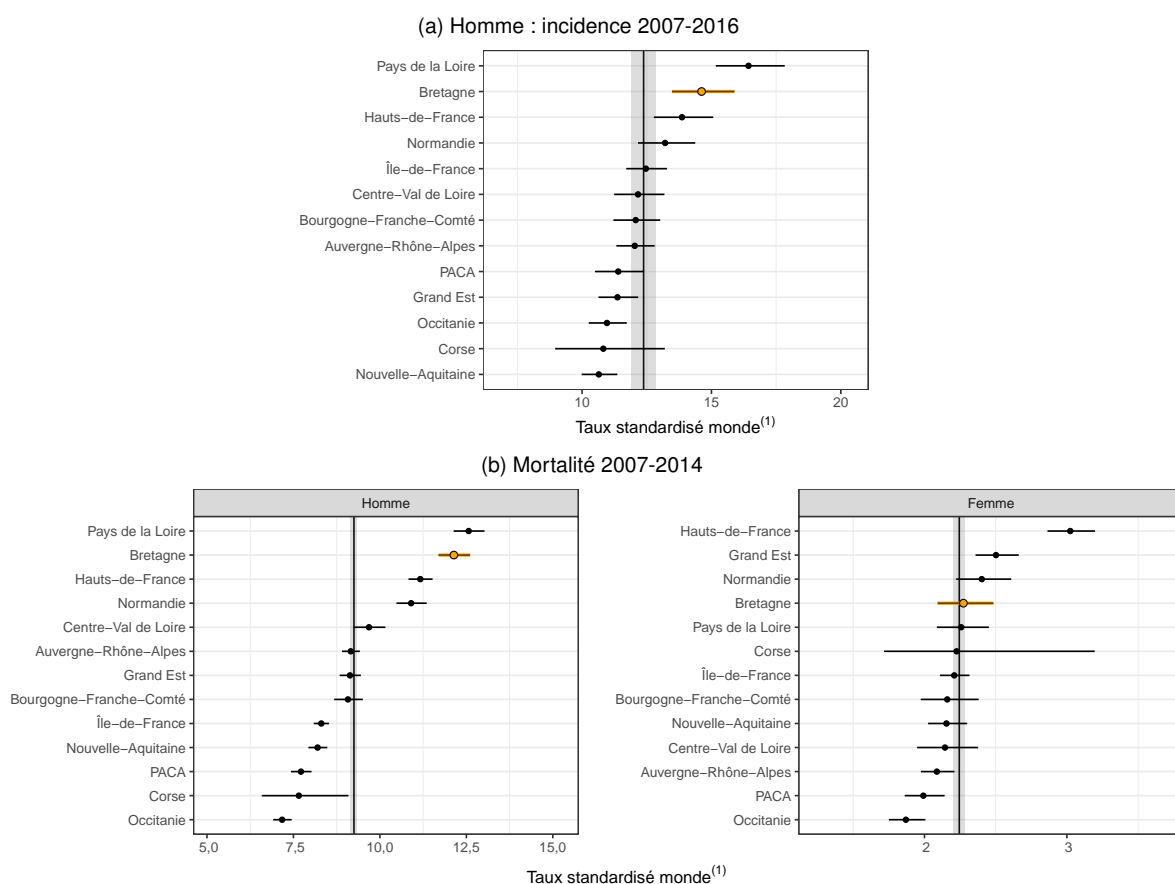 (a) Homme : incidence 2007-2016
Pays de la Loire
Bretagne
Hauts−de−France
Normandie
Île−de−France
Centre−Val de Loire
Bourgogne−Franche−Comté
Auvergne−Rhône−Alpes
PACA
Grand Est
Occitanie
Corse
Nouvelle−Aquitaine
10 15 20
Taux standardisé monde(1)
(b) Mortalité 2007-2014
Homme
Pays de la Loire
Bretagne
Hauts−de−France
Normandie
Centre−Val de Loire
Auvergne−Rhône−Alpes
Grand Est
Bourgogne−Franche−Comté
Île−de−France
Nouvelle−Aquitaine
PACA
Corse
Occitanie
5,0 7,5 10,0 12,5 15,0
Femme
Hauts−de−France
Grand Est
Normandie
Bretagne
Pays de la Loire
Corse
Île−de−France
Bourgogne−Franche−Comté
Nouvelle−Aquitaine
Centre−Val de Loire
Auvergne−Rhône−Alpes
PACA
Occitanie
2 3
Taux standardisé monde(1)